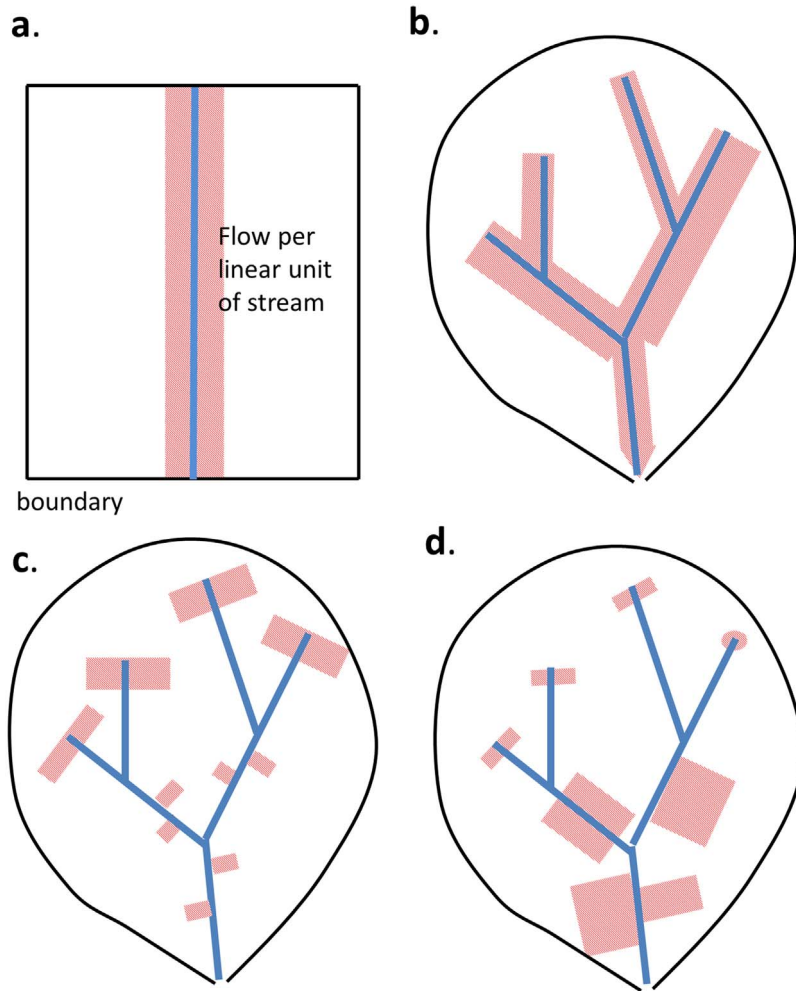 a.
b.
Flow per
linear unit
of stream
boundary
c.
d.